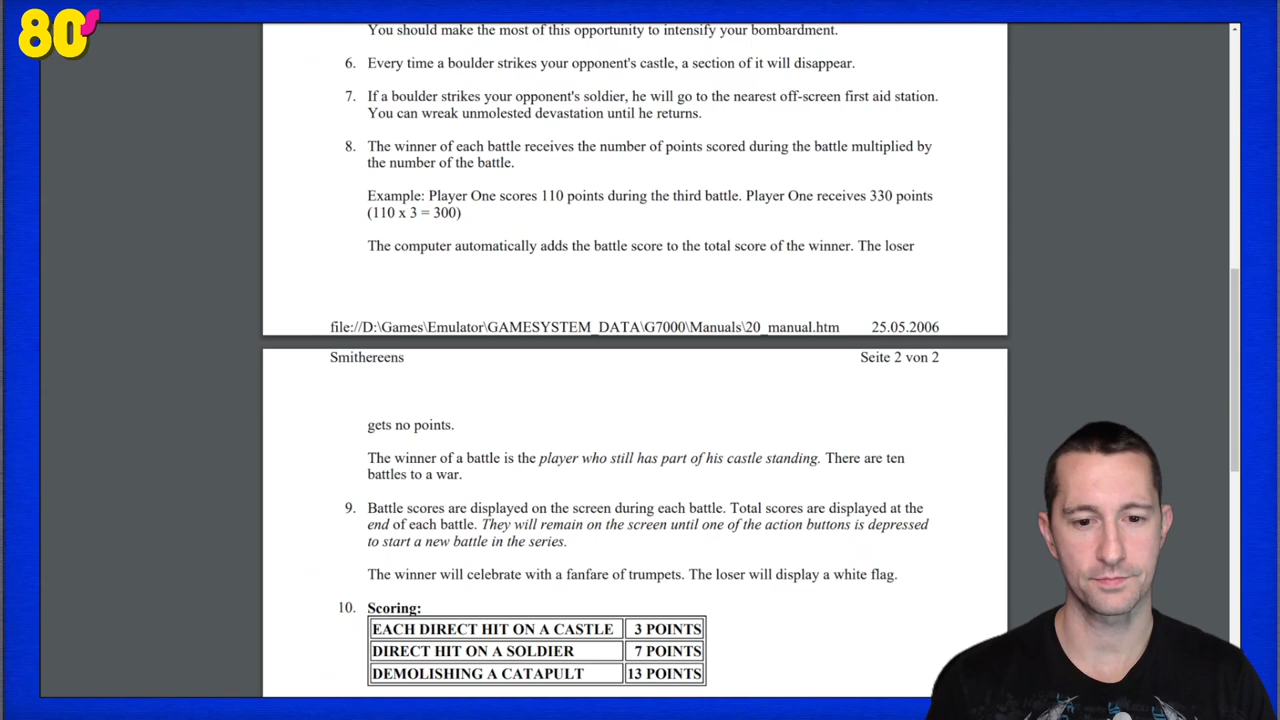 80's
You should make the most of this opportunity to intensify your bombardment.
6. Every time a boulder strikes your opponent's castle, a section of it will disappear.
7. If a boulder strikes your opponent's soldier, he will go to the nearest off-screen first aid station.
You can wreak unmolested devastation until he returns.
8. The winner of each battle receives the number of points scored during the battle multiplied by
the number of the battle.
Example: Player One scores 110 points during the third battle. Player One receives 330 points
(110 x 3 = 300)
The computer automatically adds the battle score to the total score of the winner. The loser
file://D:\Games\Emulator\GAMESYSTEM_DATA\G7000\Manuals\20_manual.htm 25.05.2006
Smithereens Seite 2 von 2
gets no points.
The winner of a battle is the player who still has part of his castle standing. There are ten
battles to a war.
9. Battle scores are displayed on the screen during each battle. Total scores are displayed at the
end of each battle. They will remain on the screen until one of the action buttons is depressed
to start a new battle in the series.
The winner will celebrate with a fanfare of trumpets. The loser will display a white flag.
10. Scoring:
EACH DIRECT HIT ON A CASTLE 3 POINTS
DIRECT HIT ON A SOLDIER 7 POINTS
DEMOLISHING A CATAPULT 13 POINTS